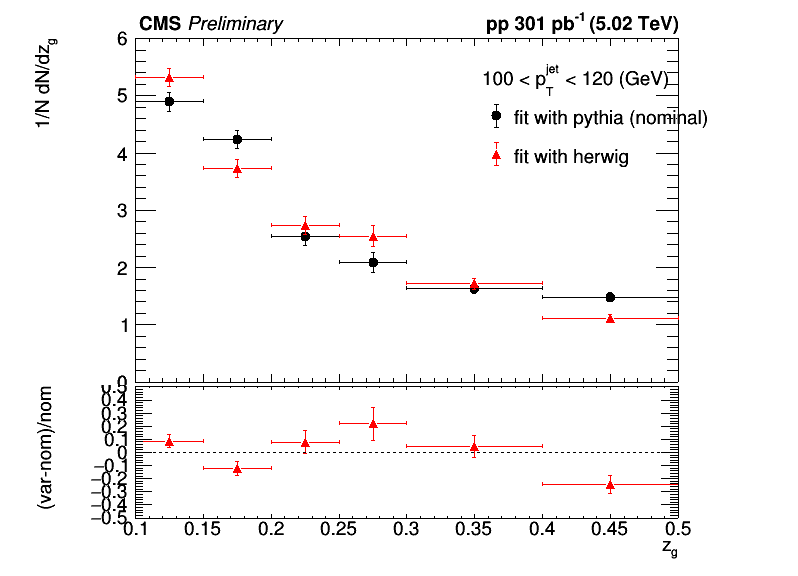 CMS Preliminary pp 301 pb-1 (5.02 TeV)
1/N dN/dzg
6
5
4
3
2
1
0
100 < pTjet < 120 (GeV)
fit with pythia (nominal)
fit with herwig
(var-nom)/nom
0.5
0.4
0.3
0.2
0.1
0
−0.1
−0.2
−0.3
−0.4
−0.5
0.1 0.15 0.2 0.25 0.3 0.35 0.4 0.45 0.5
zg